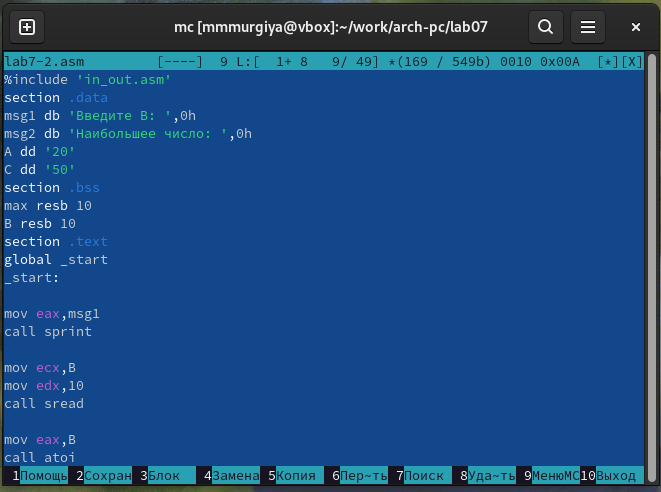 mc [mmmurgiya@vbox]:~/work/arch-pc/lab07
lab7-2.asm [----] 9 L:[ 1+ 8 9/ 49] *(169 / 549b) 0010 0x00A [*][X]
%include 'in_out.asm'
section .data
msg1 db 'Введите B: ',0h
msg2 db 'Наибольшее число: ',0h
A dd '20'
C dd '50'
section .bss
max resb 10
B resb 10
section .text
global _start
_start:
mov eax,msg1
call sprint
mov ecx,B
mov edx,10
call sread
mov eax,B
call atoi
1Помощь 2Сохран 3Блок 4Замена 5Копия 6Пер~ть 7Поиск 8Уда~ть 9МенюMC 10Выход